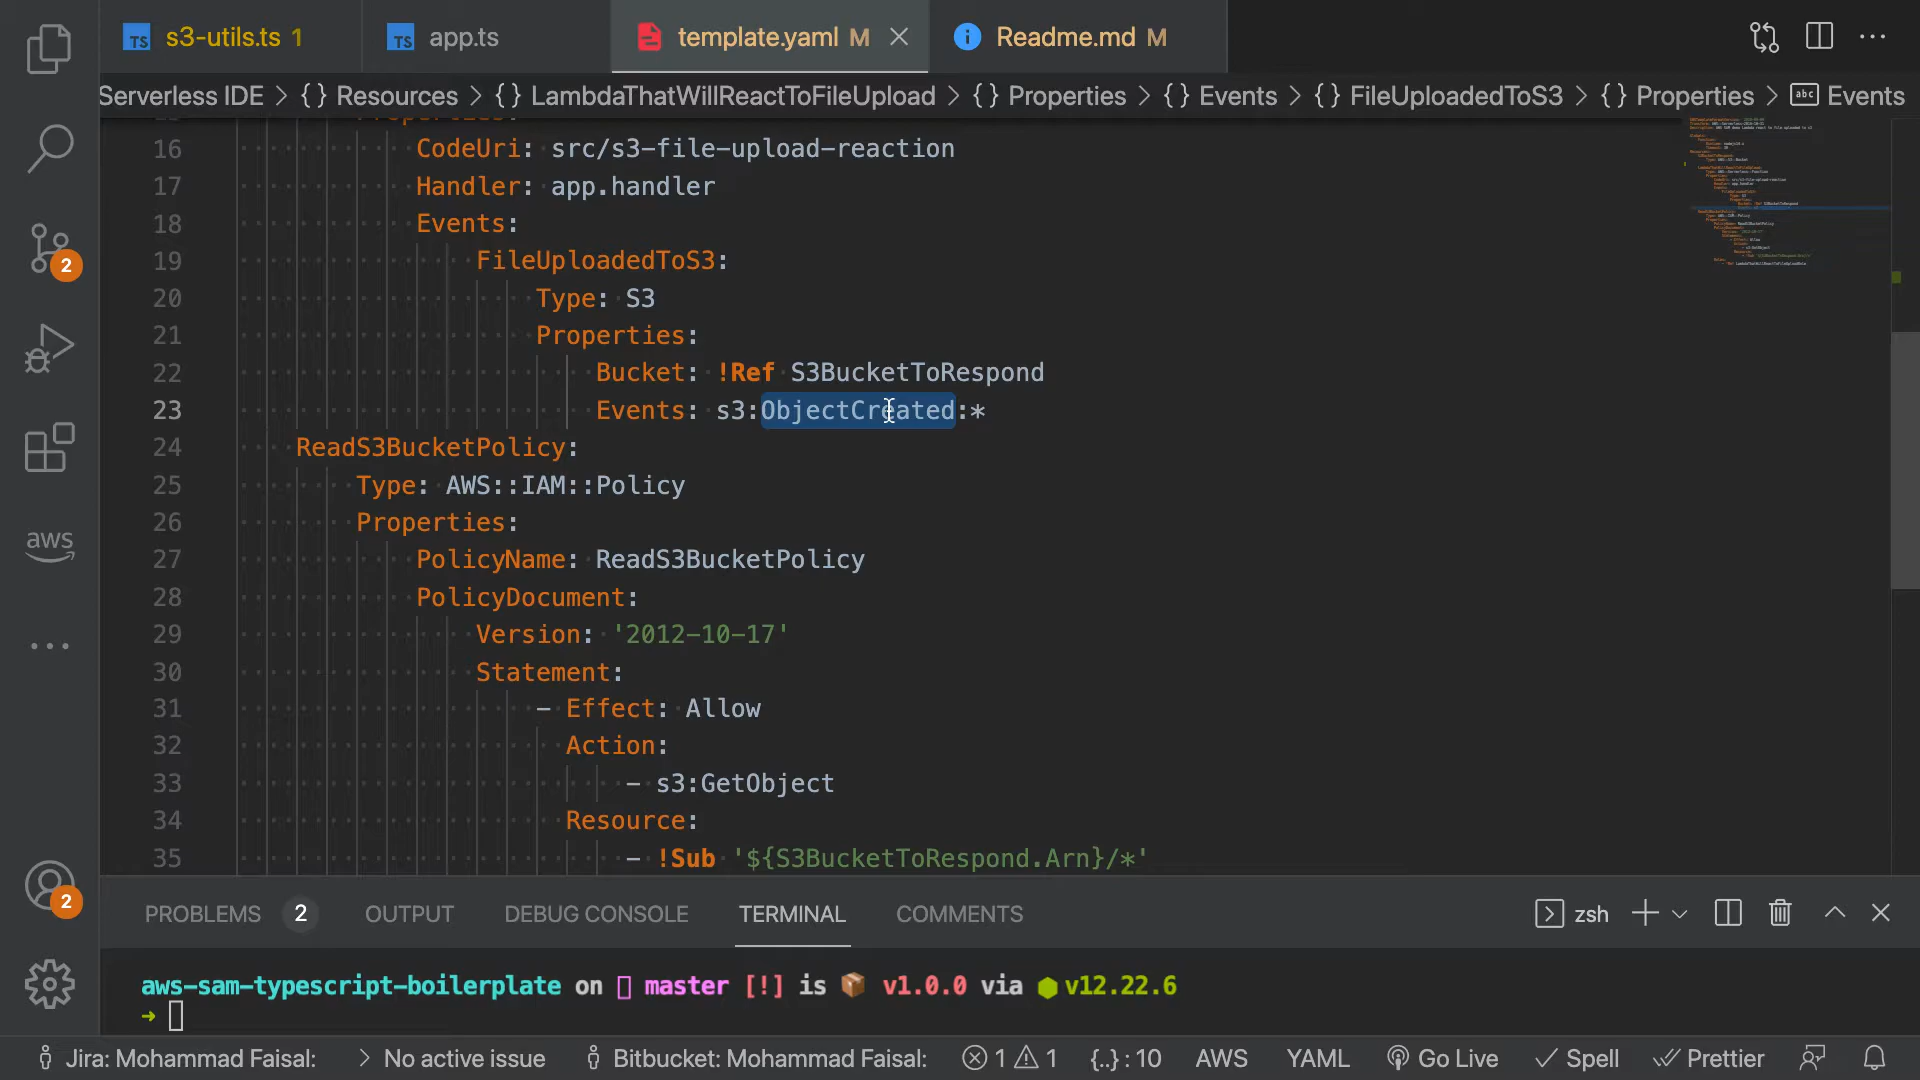 s3-utils.ts 1
app.ts
template.yaml M
Readme.md M
Serverless IDE > {} Resources > {} LambdaThatWillReactToFileUpload > {} Properties > {} Events > {} FileUploadedToS3 > {} Properties > abc Events
16 CodeUri: src/s3-file-upload-reaction
17 Handler: app.handler
18 Events:
19 FileUploadedToS3:
20 Type: S3
21 Properties:
22 Bucket: !Ref S3BucketToRespond
23 Events: s3:ObjectCreated:*
24 ReadS3BucketPolicy:
25 Type: AWS::IAM::Policy
26 Properties:
27 PolicyName: ReadS3BucketPolicy
28 PolicyDocument:
29 Version: '2012-10-17'
30 Statement:
31 - Effect: Allow
32 Action:
33 - s3:GetObject
34 Resource:
35 - !Sub '${S3BucketToRespond.Arn}/*'
2
aws
2
PROBLEMS 2 OUTPUT DEBUG CONSOLE TERMINAL COMMENTS zsh
aws-sam-typescript-boilerplate on master [!] is 📦 v1.0.0 via v12.22.6
→
Jira: Mohammad Faisal: > No active issue Bitbucket: Mohammad Faisal: 1 1 {..} : 10 AWS YAML Go Live Spell Prettier